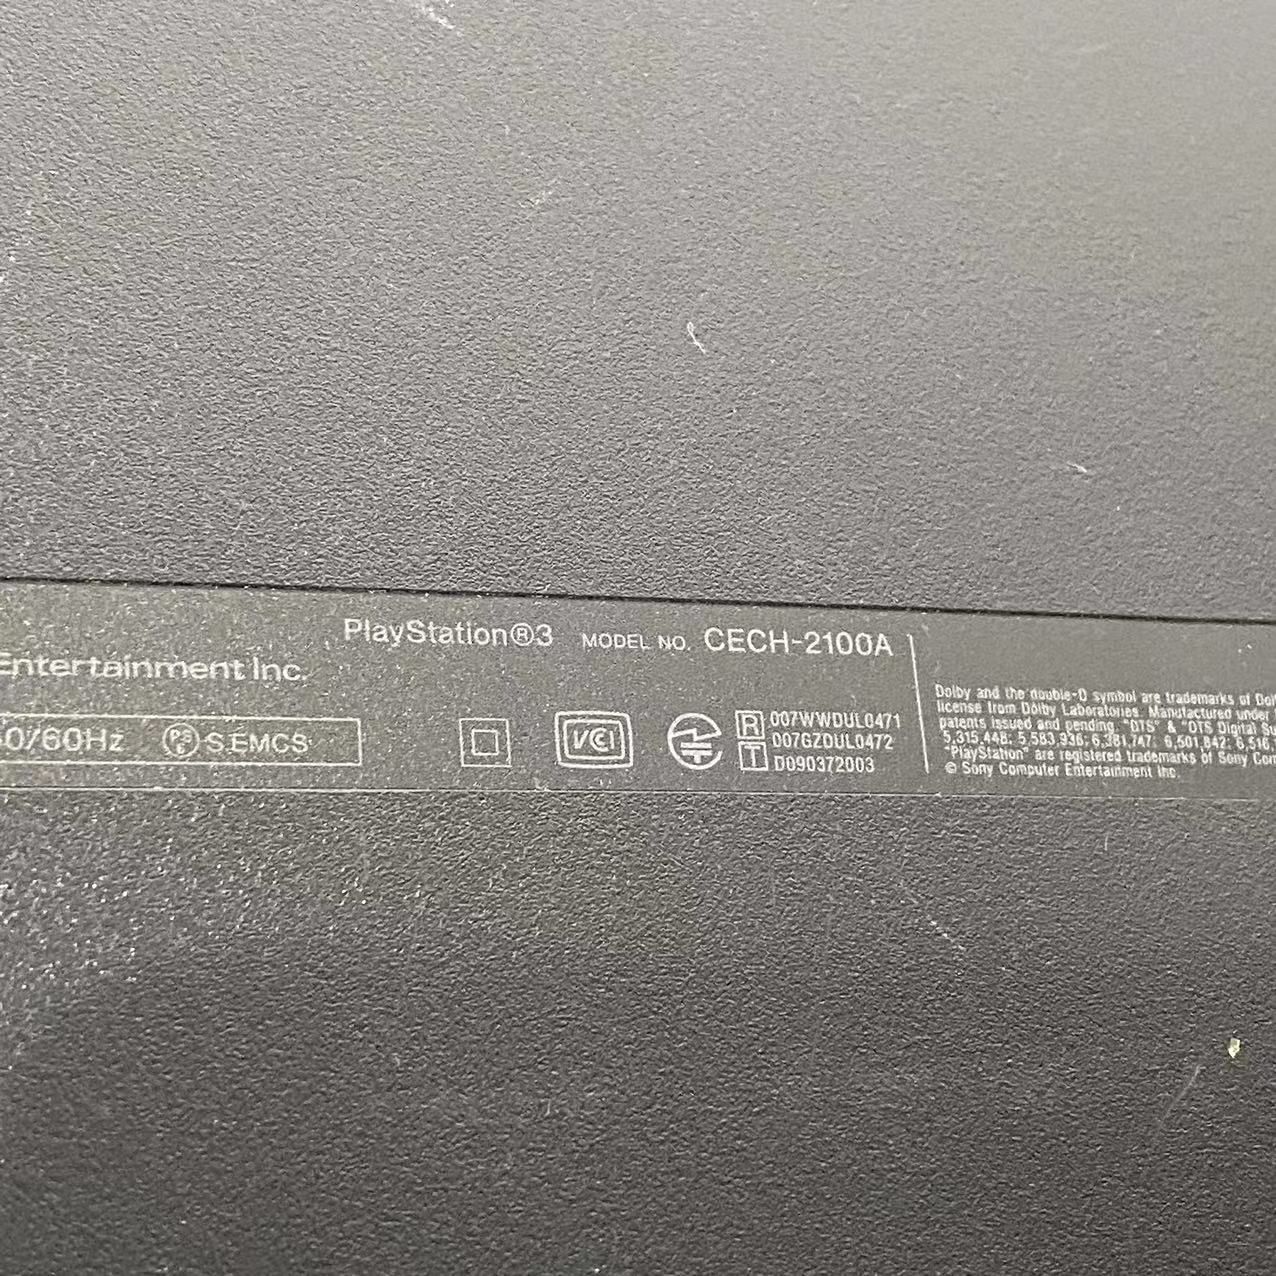 PlayStation®3 MODEL NO. CECH-2100A
Entertainment Inc.
50/60Hz PSE S.EMCS
VCI
R 007WWDUL0471
007GZDUL0472
T D090372003
Dolby and the double-D symbol are trademarks of
license from Dolby Laboratories. Manufactured under
patents issued and pending. "DTS" & "DTS Digital
5,315,448; 5,583,936; 6,381,747; 6,501,842; 6,516,
"PlayStation" are registered trademarks of Sony
© Sony Computer Entertainment Inc.